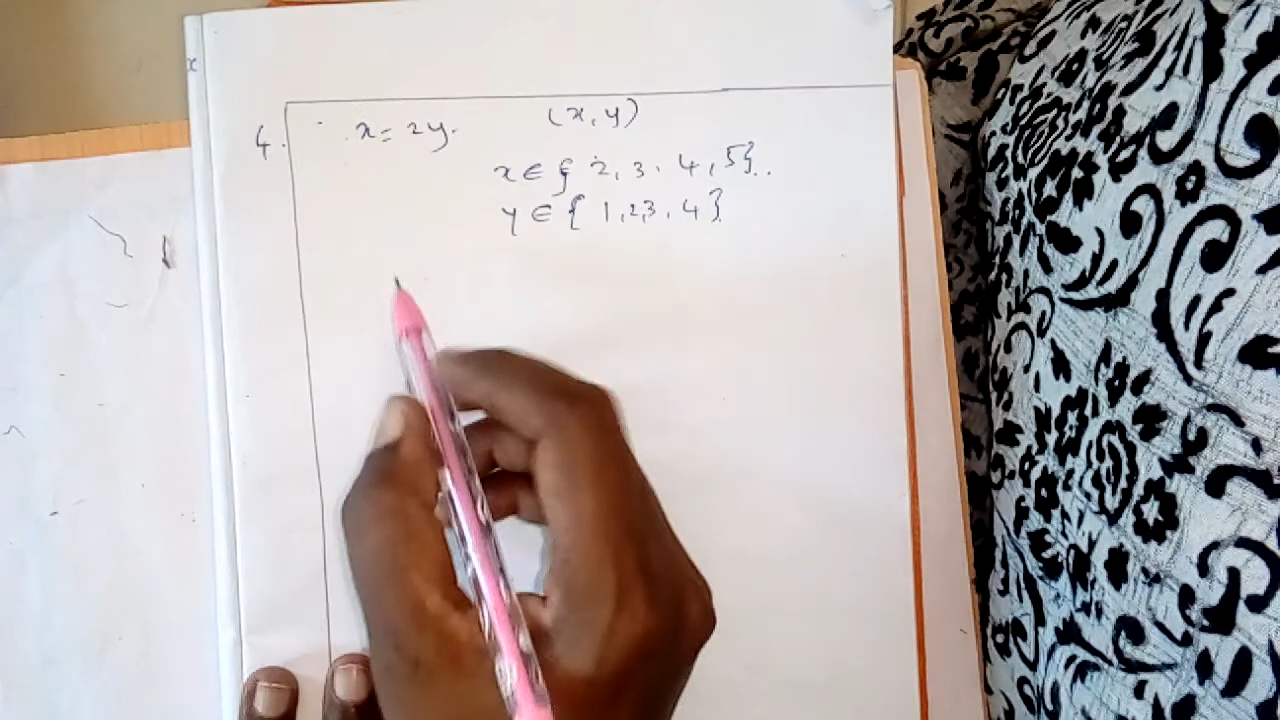 4. x = 2y. (x, y)
x ∈ { 2, 3, 4, 5}..
y ∈ { 1, 2, 3, 4}